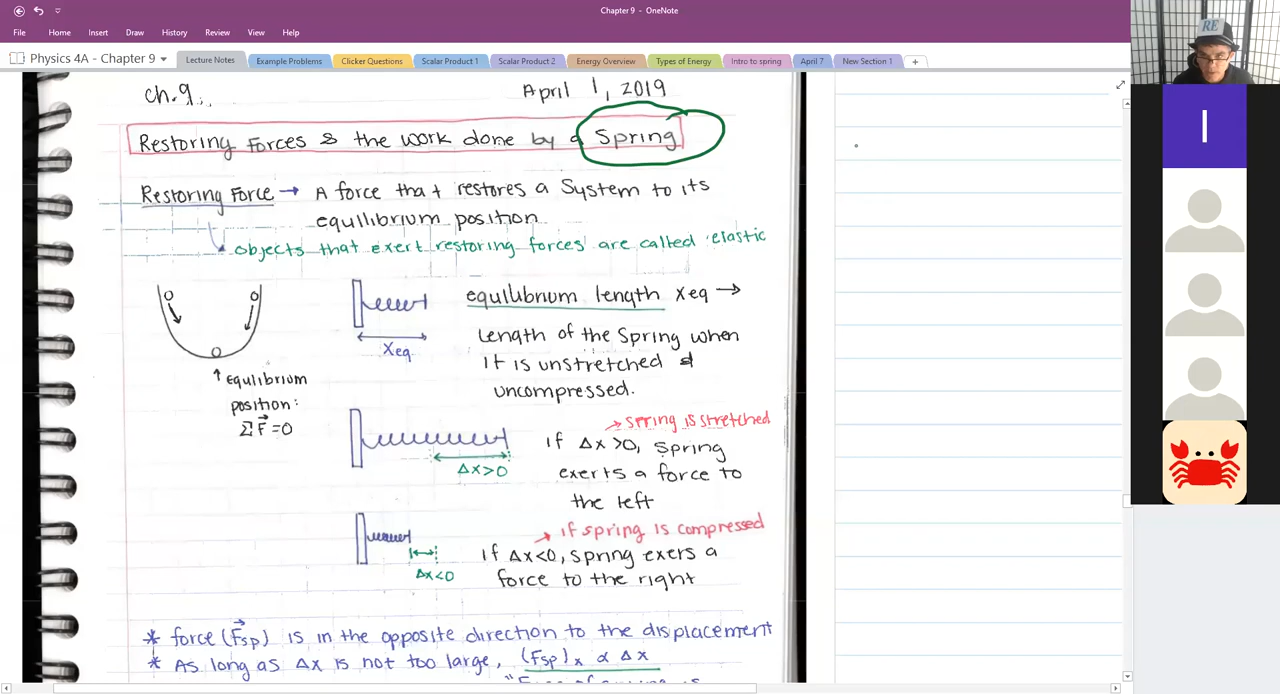 Chapter 9 - OneNote
File Home Insert Draw History Review View Help
Physics 4A - Chapter 9 Lecture Notes Example Problems Clicker Questions Scalar Product 1 Scalar Product 2 Energy Overview Types of Energy Intro to spring April 7 New Section 1 +
RE
I
Ch.9 April 1, 2019
Restoring Forces & the work done by a Spring
Restoring Force → A force that restores a System to its
equilibrium position.
objects that exert restoring forces are called elastic
equilibrium length Xeq →
Length of the Spring when
it is unstretched &
uncompressed.
Xeq
↑ equilibrium
position:
ΣF⃗ = 0
→ spring is stretched
If Δx >0, spring
exerts a force to
the left
Δx>0
→ if spring is compressed
If Δx<0, spring exers a
force to the right
Δx<0
* force (F⃗sp) is in the opposite direction to the displacement
* As long as Δx is not too large, (Fsp)x ∝ Δx